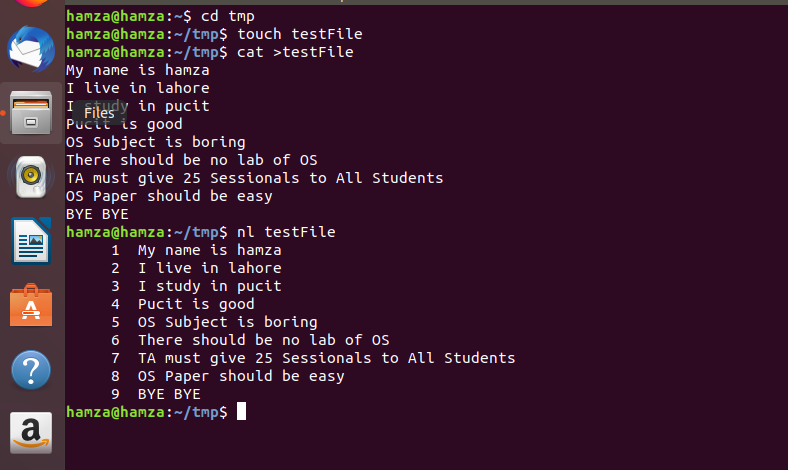 hamza@hamza:~$ cd tmp
hamza@hamza:~/tmp$ touch testFile
hamza@hamza:~/tmp$ cat >testFile
My name is hamza
I live in lahore
I study in pucit
Files
Pucit is good
OS Subject is boring
There should be no lab of OS
TA must give 25 Sessionals to All Students
OS Paper should be easy
BYE BYE
hamza@hamza:~/tmp$ nl testFile
1 My name is hamza
2 I live in lahore
3 I study in pucit
4 Pucit is good
5 OS Subject is boring
6 There should be no lab of OS
7 TA must give 25 Sessionals to All Students
8 OS Paper should be easy
9 BYE BYE
hamza@hamza:~/tmp$